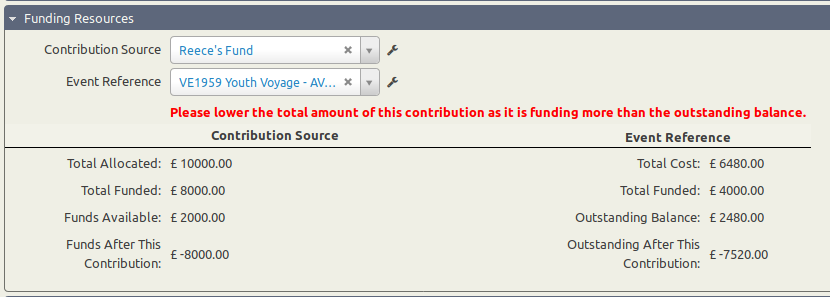 Funding Resources
Contribution Source Reece's Fund
Event Reference VE1959 Youth Voyage - AV...
Please lower the total amount of this contribution as it is funding more than the outstanding balance.
Contribution Source Event Reference
Total Allocated: £ 10000.00 Total Cost: £ 6480.00
Total Funded: £ 8000.00 Total Funded: £ 4000.00
Funds Available: £ 2000.00 Outstanding Balance: £ 2480.00
Funds After This Contribution: £ -8000.00 Outstanding After This Contribution: £ -7520.00